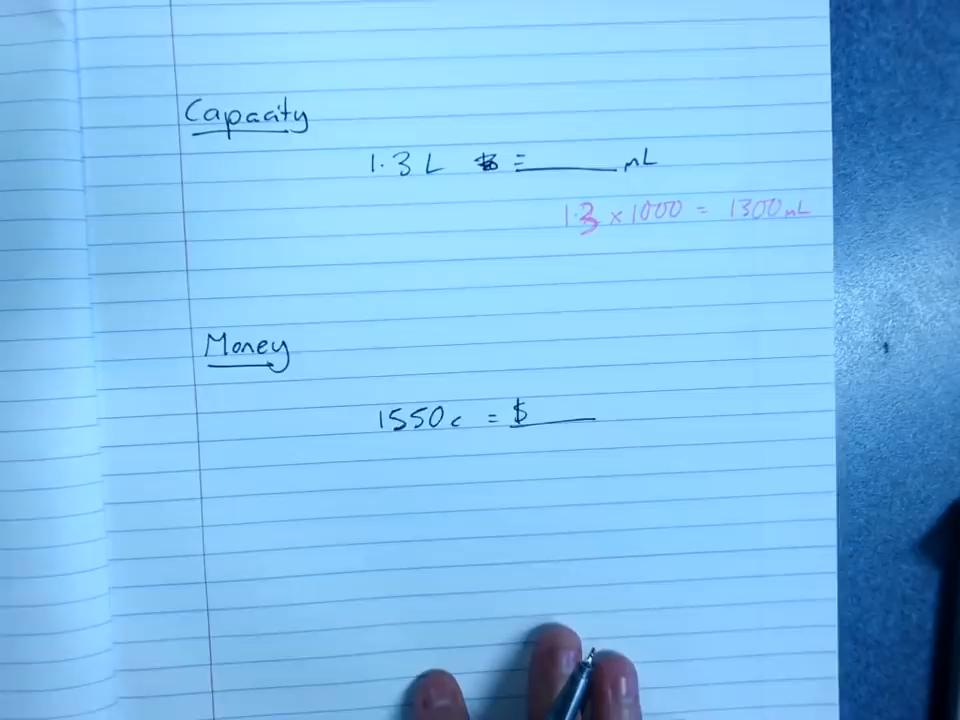 Capacity
1.3 L = ______ mL
1.3 x 1000 = 1300 mL
Money
1550c = $ ______